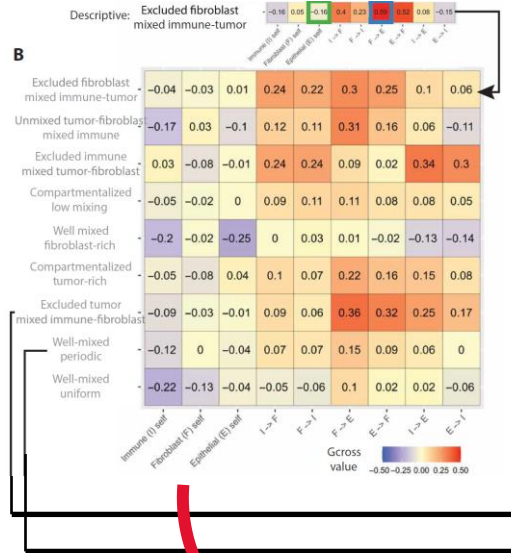 Descriptive:
Excluded fibroblast
mixed immune-tumor
−0.16 0.05 −0.16 0.4 0.23 0.52 0.08 −0.15
Immune (I) self
Fibroblast (F) self
Epithelial (E) self
I -> F
F -> I
F -> E
E -> F
I -> E
E -> I
B
Excluded fibroblast
mixed immune-tumor
−0.04 −0.03 0.01 0.24 0.22 0.3 0.25 0.1 0.06
Unmixed tumor-fibroblast
mixed immune
−0.17 0.03 −0.1 0.12 0.11 0.31 0.16 0.06 −0.11
Excluded immune
mixed tumor-fibroblast
0.03 −0.08 −0.01 0.24 0.24 0.09 0.02 0.34 0.3
Compartmentalized
low mixing
−0.05 −0.02 0 0.09 0.11 0.11 0.08 0.08 0.05
Well mixed
fibroblast-rich
−0.2 −0.02 −0.25 0 0.03 0.01 −0.02 −0.13 −0.14
Compartmentalized
tumor-rich
−0.05 −0.08 0.04 0.1 0.07 0.22 0.16 0.15 0.08
Excluded tumor
mixed immune-fibroblast
−0.09 −0.03 −0.01 0.09 0.06 0.36 0.32 0.25 0.17
Well-mixed
periodic
−0.12 0 −0.04 0.07 0.07 0.15 0.09 0.06 0
Well-mixed
uniform
−0.22 −0.13 −0.04 −0.05 −0.06 0.1 0.02 0.02 −0.06
Immune (I) self
Fibroblast (F) self
Epithelial (E) self
I -> F
F -> I
F -> E
E -> F
I -> E
E -> I
Gcross
value
−0.50 −0.25 0.00 0.25 0.50